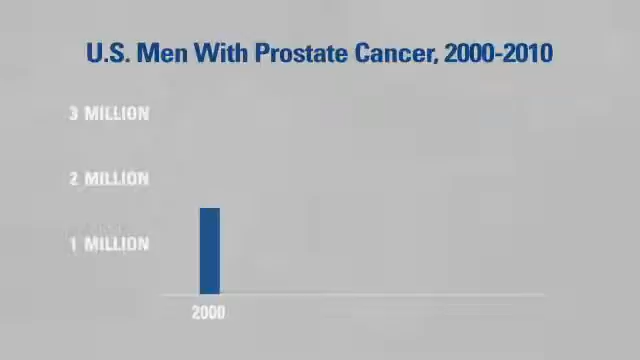 U.S. Men With Prostate Cancer, 2000-2010
3 MILLION
2 MILLION
1 MILLION
2000